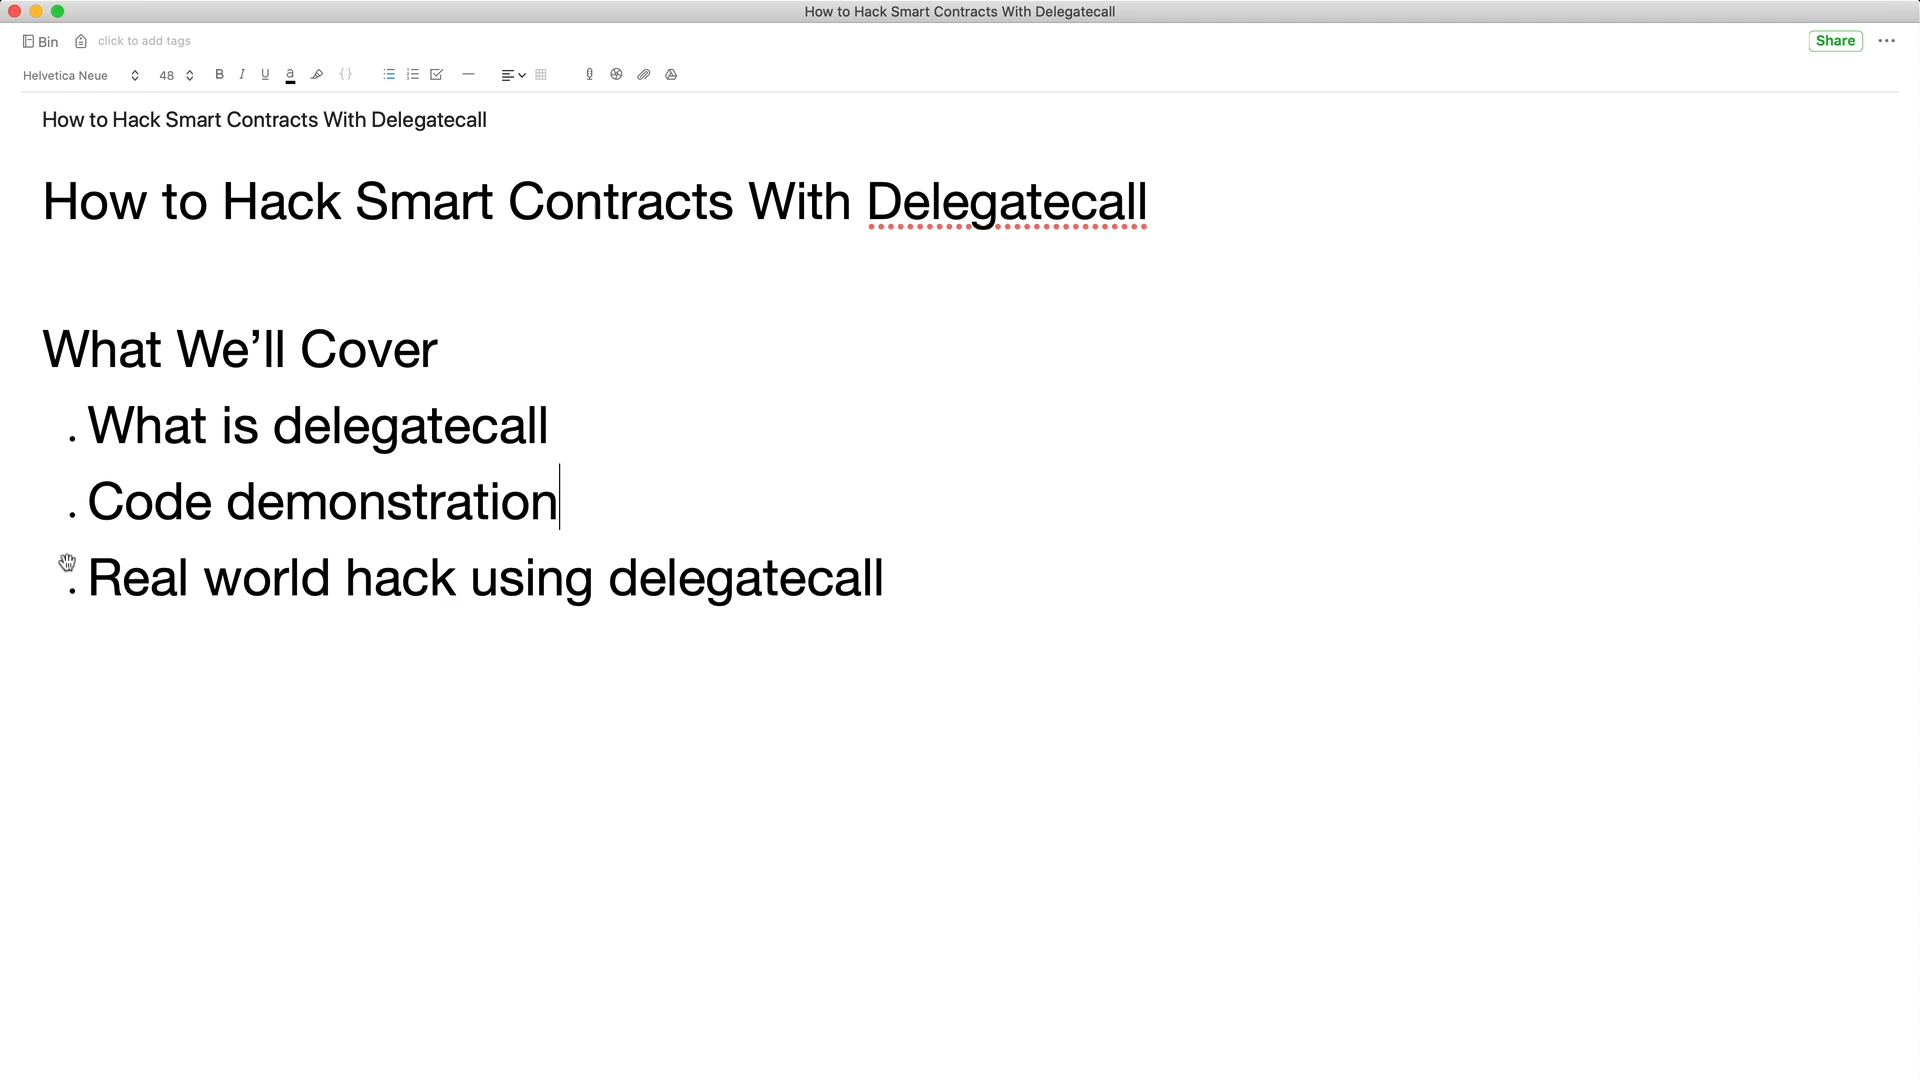 How to Hack Smart Contracts With Delegatecall
Bin click to add tags Share
Helvetica Neue 48 B I U a
How to Hack Smart Contracts With Delegatecall
How to Hack Smart Contracts With Delegatecall
What We’ll Cover
. What is delegatecall
. Code demonstration
. Real world hack using delegatecall